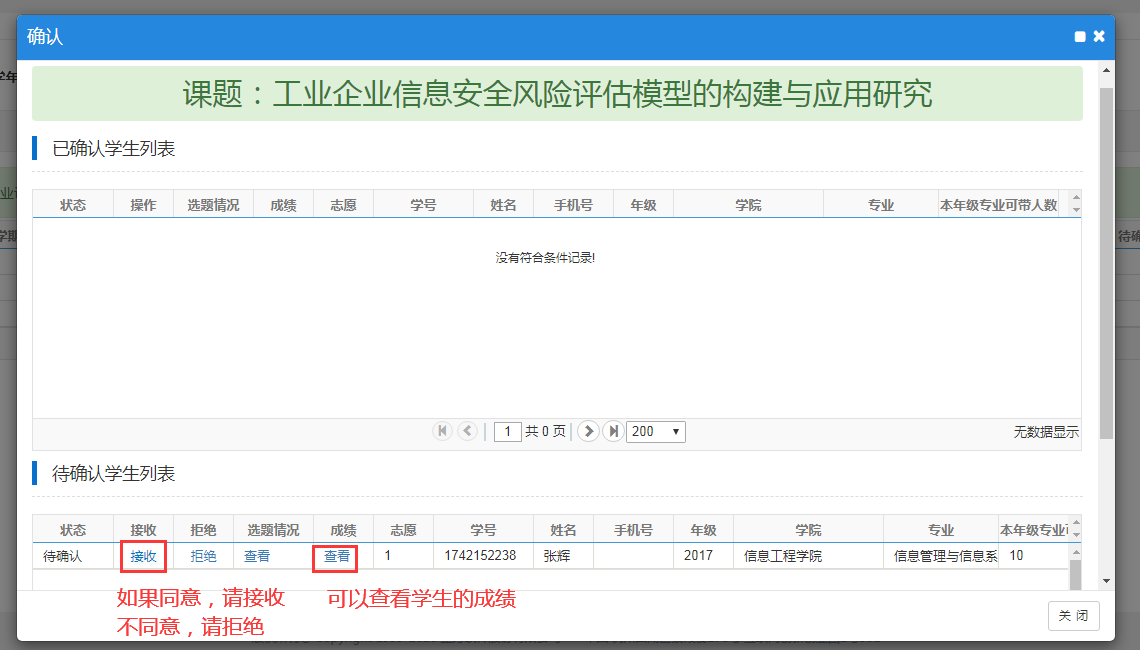 确认
课题：工业企业信息安全风险评估模型的构建与应用研究
已确认学生列表
状态 操作 选题情况 成绩 志愿 学号 姓名 手机号 年级 学院 专业 本年级专业可带人数
没有符合条件记录!
1 共 0 页 200 无数据显示
待确认学生列表
状态 接收 拒绝 选题情况 成绩 志愿 学号 姓名 手机号 年级 学院 专业 本年级专业可
待确认 接收 拒绝 查看 查看 1 1742152238 张辉 2017 信息工程学院 信息管理与信息系 10
如果同意，请接收 可以查看学生的成绩
不同意，请拒绝
关 闭